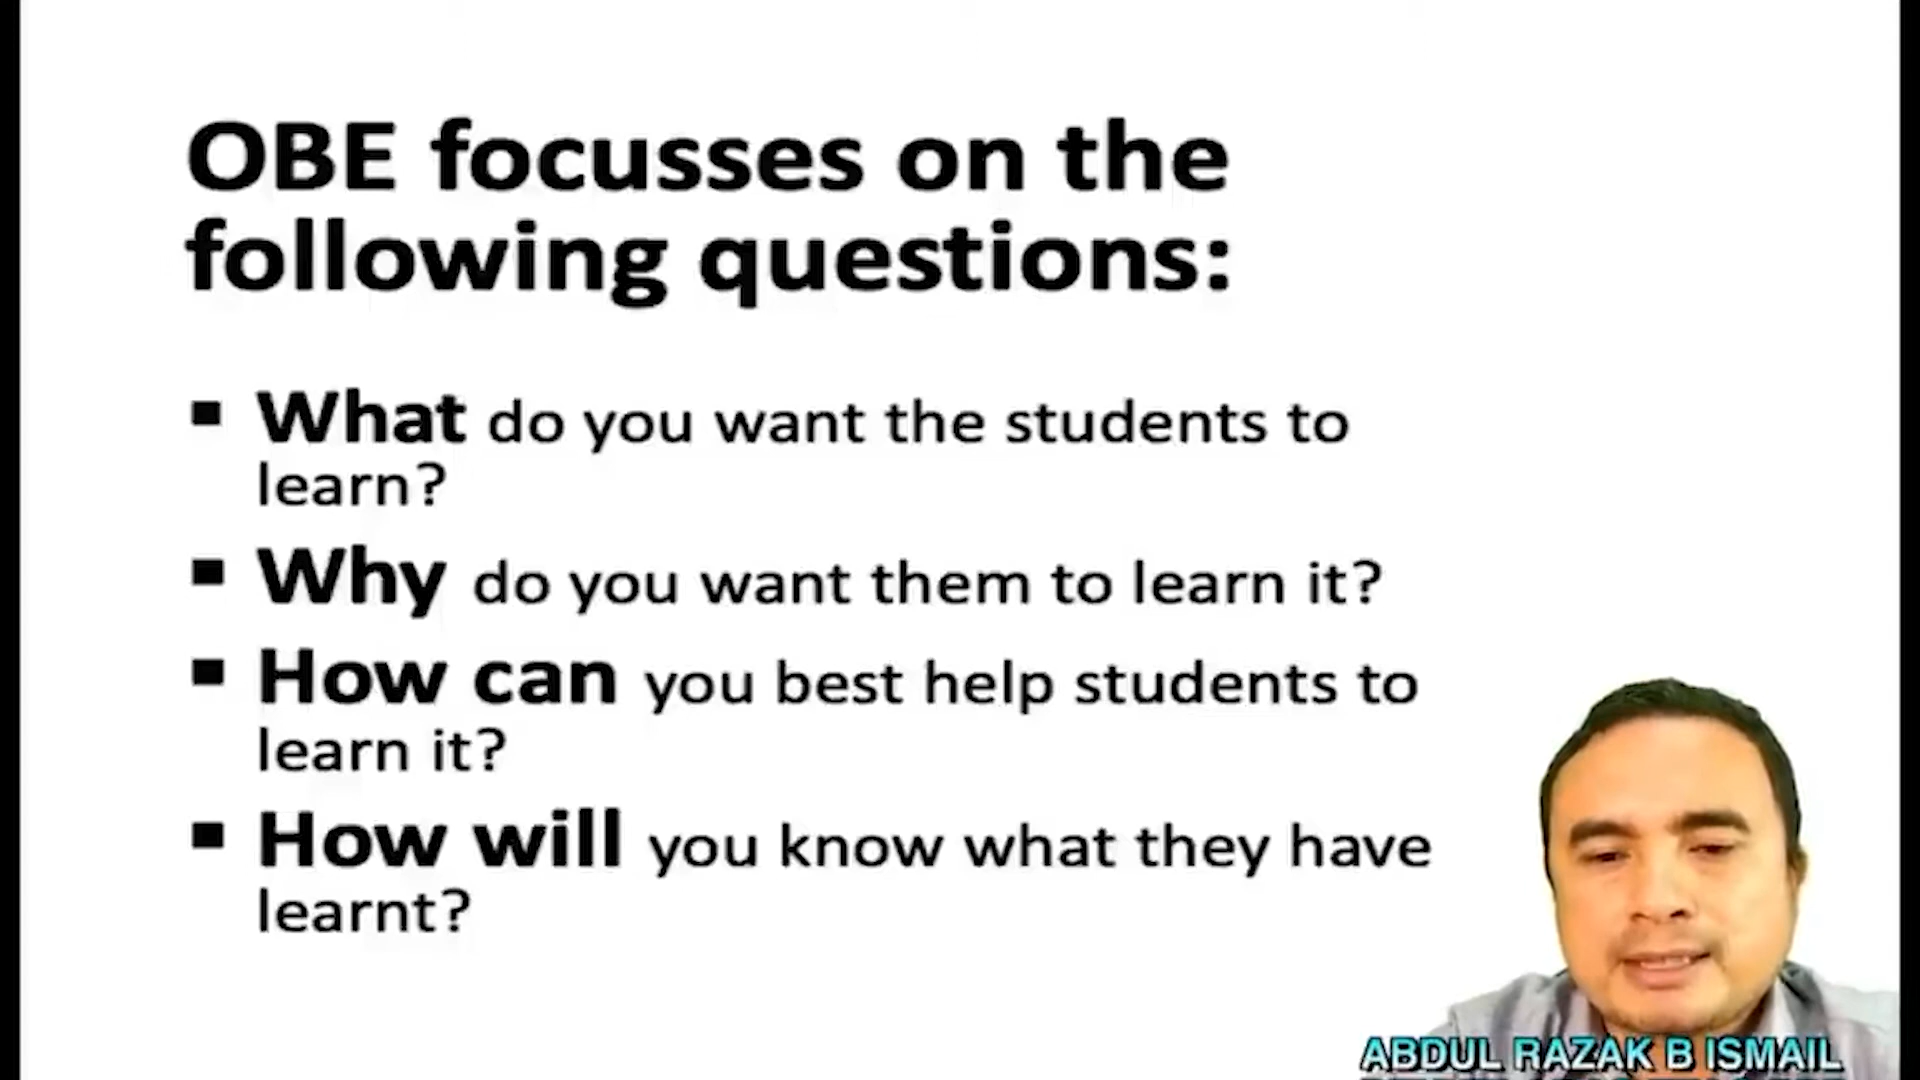 OBE focusses on the
following questions:
▪ What do you want the students to
learn?
▪ Why do you want them to learn it?
▪ How can you best help students to
learn it?
▪ How will you know what they have
learnt?
ABDUL RAZAK B ISMAIL